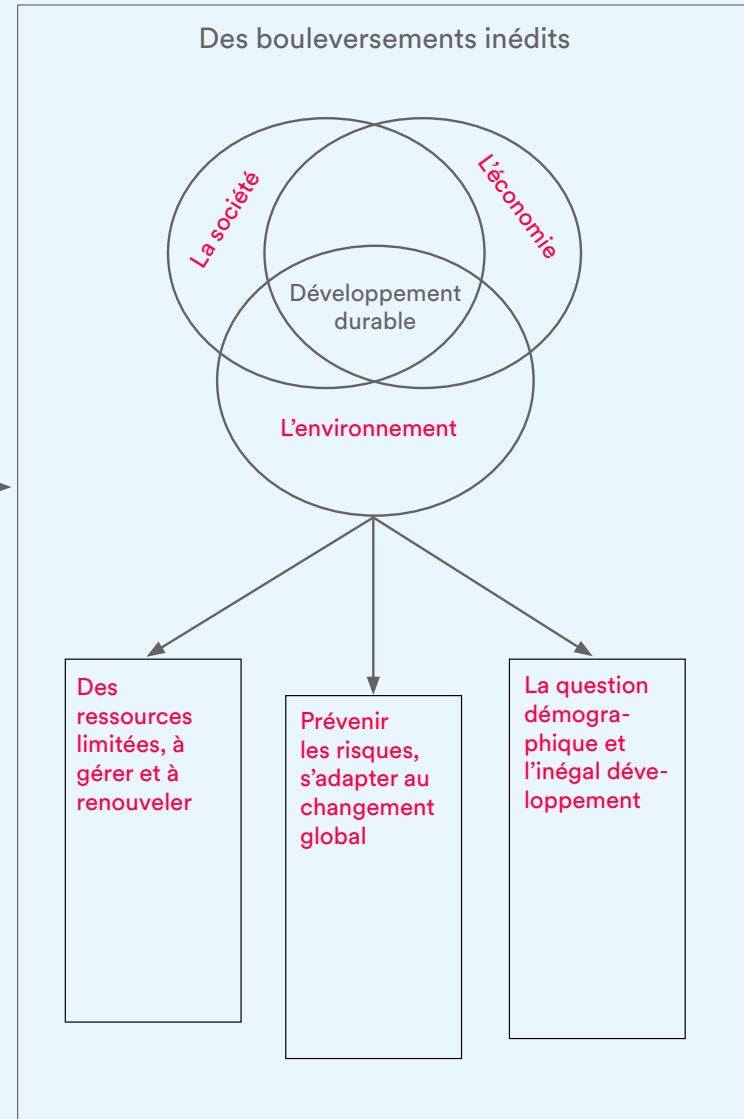 Des bouleversements inédits
La société
L'économie
Développement
durable
L'environnement
Des
ressources
limitées, à
gérer et à
renouveler
Prévenir
les risques,
s'adapter au
changement
global
La question
démogra-
phique et
l'inégal déve-
loppement